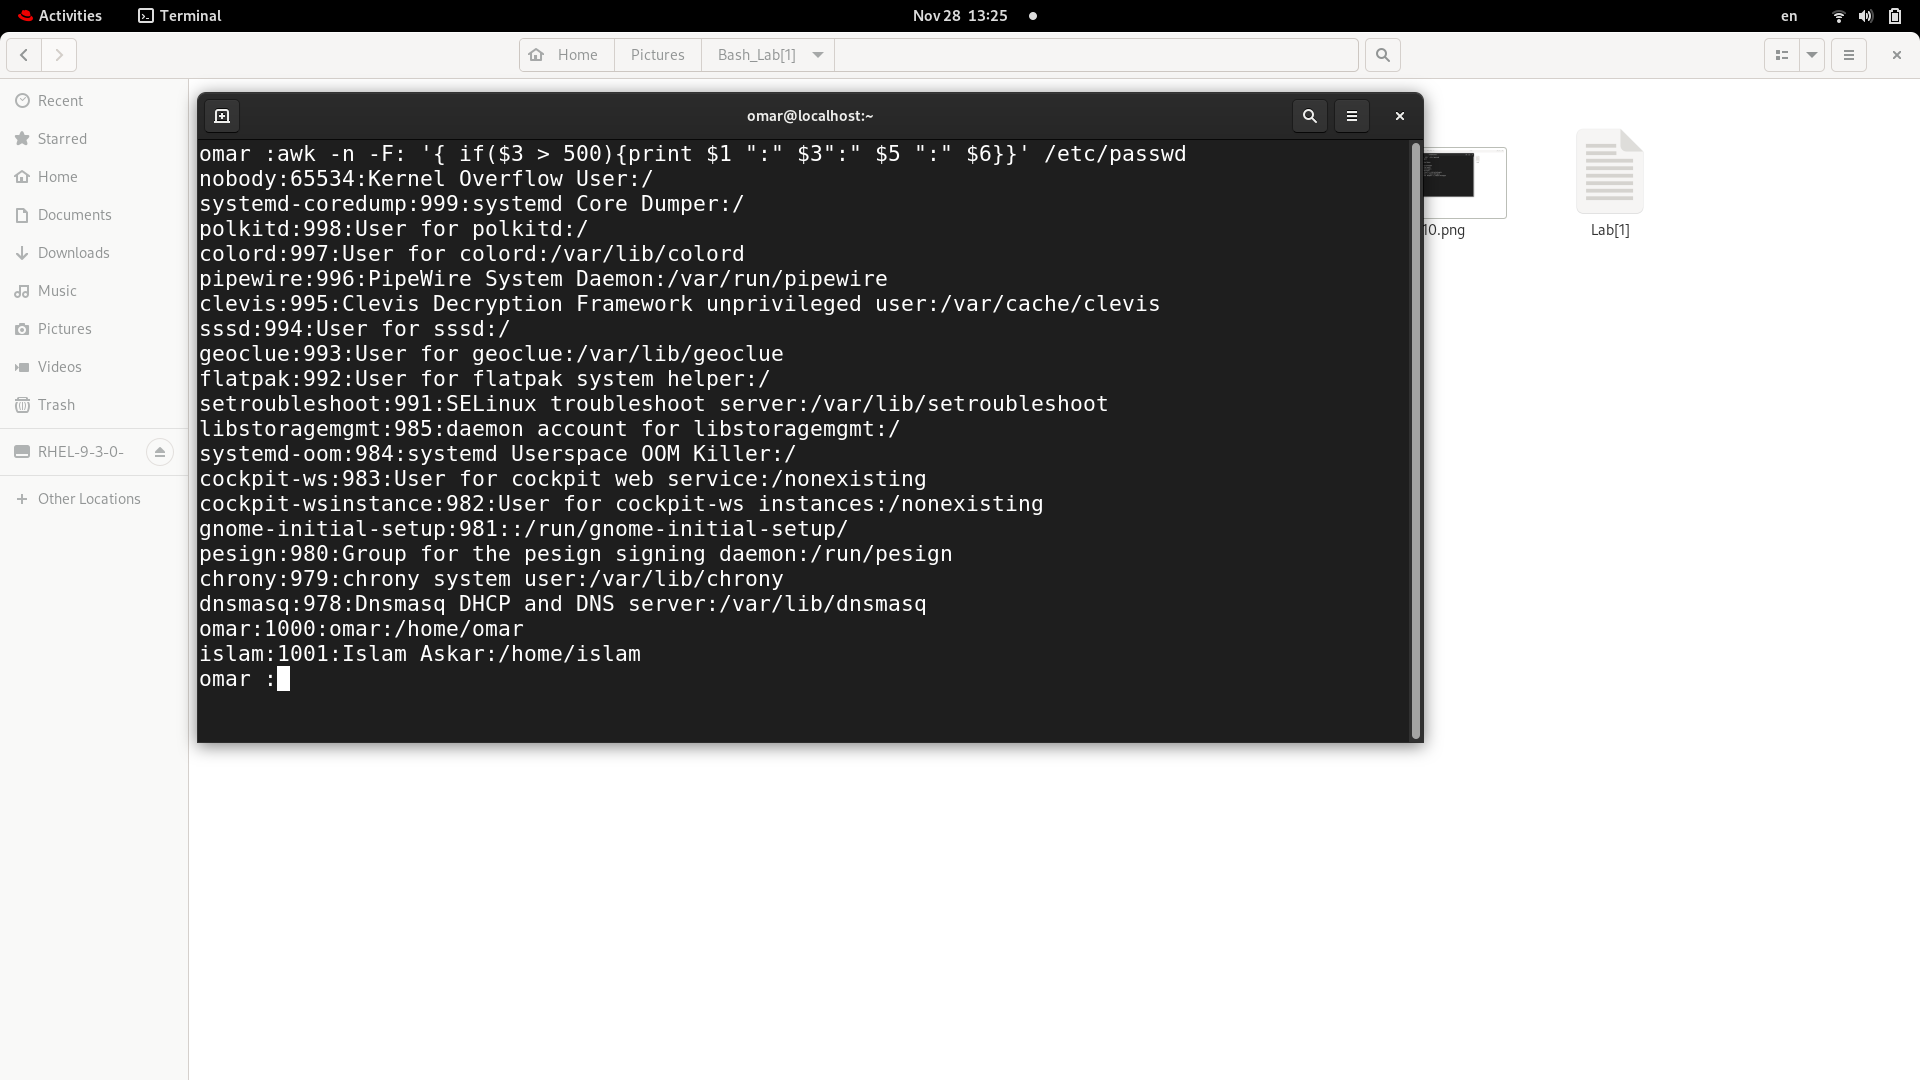 Activities
Terminal
Nov 28 13:25
en
Home
Pictures
Bash_Lab[1]
Recent
Starred
Home
Documents
Downloads
Music
Pictures
Videos
Trash
RHEL-9-3-0-
Other Locations
omar@localhost:~
omar :awk -n -F: '{ if($3 > 500){print $1 ":" $3":" $5 ":" $6}}' /etc/passwd
nobody:65534:Kernel Overflow User:/
systemd-coredump:999:systemd Core Dumper:/
polkitd:998:User for polkitd:/
colord:997:User for colord:/var/lib/colord
pipewire:996:PipeWire System Daemon:/var/run/pipewire
clevis:995:Clevis Decryption Framework unprivileged user:/var/cache/clevis
sssd:994:User for sssd:/
geoclue:993:User for geoclue:/var/lib/geoclue
flatpak:992:User for flatpak system helper:/
setroubleshoot:991:SELinux troubleshoot server:/var/lib/setroubleshoot
libstoragemgmt:985:daemon account for libstoragemgmt:/
systemd-oom:984:systemd Userspace OOM Killer:/
cockpit-ws:983:User for cockpit web service:/nonexisting
cockpit-wsinstance:982:User for cockpit-ws instances:/nonexisting
gnome-initial-setup:981::/run/gnome-initial-setup/
pesign:980:Group for the pesign signing daemon:/run/pesign
chrony:979:chrony system user:/var/lib/chrony
dnsmasq:978:Dnsmasq DHCP and DNS server:/var/lib/dnsmasq
omar:1000:omar:/home/omar
islam:1001:Islam Askar:/home/islam
omar :
10.png
Lab[1]